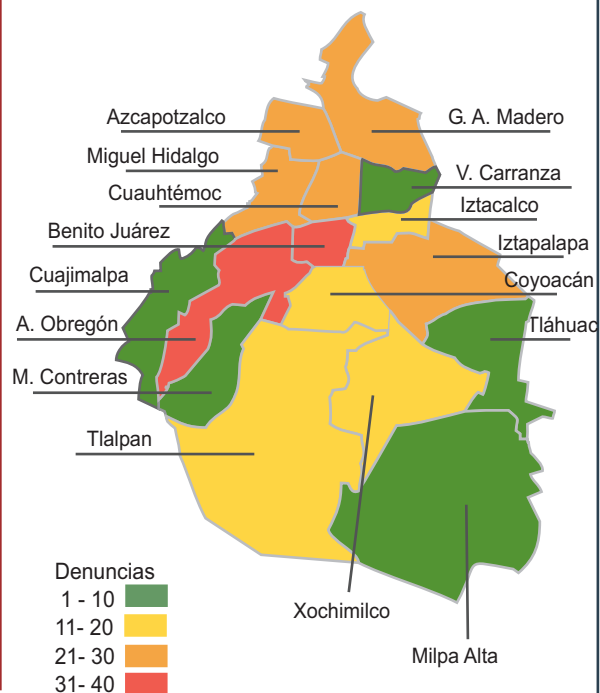 Azcapotzalco
G. A. Madero
Miguel Hidalgo
V. Carranza
Cuauhtémoc
Iztacalco
Benito Juárez
Iztapalapa
Cuajimalpa
Coyoacán
A. Obregón
Tláhuac
M. Contreras
Tlalpan
Denuncias
1 - 10
11- 20
21 - 30
31 - 40
Xochimilco
Milpa Alta